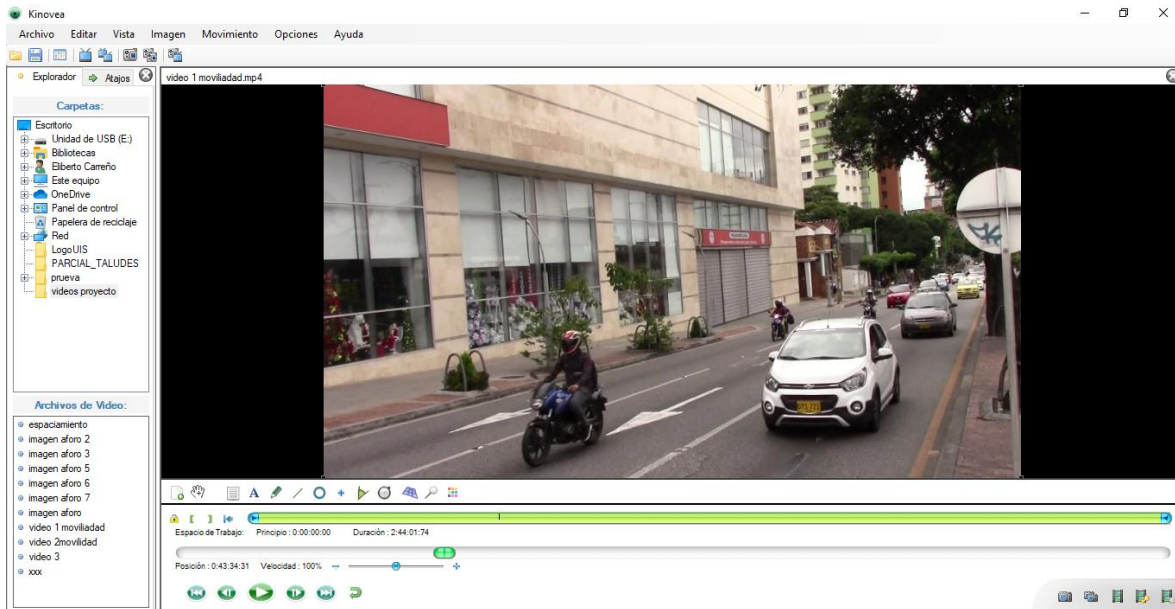 Kinovea
Archivo Editar Vista Imagen Movimiento Opciones Ayuda
Explorador Atajos
video 1 moviliadad.mp4
Carpetas:
Escritorio
Unidad de USB (E:)
Bibliotecas
Eliberto Carreño
Este equipo
OneDrive
Panel de control
Papelera de reciclaje
Red
LogoUIS
PARCIAL_TALUDES
prueva
videos proyecto
Archivos de Video:
espaciamiento
imagen aforo 2
imagen aforo 3
imagen aforo 5
imagen aforo 6
imagen aforo 7
imagen aforo
video 1 moviliadad
video 2movilidad
video 3
xxx
Espacio de Trabajo: Principio : 0:00:00:00 Duración : 2:44:01:74
Posición : 0:43:34:31 Velocidad : 100%